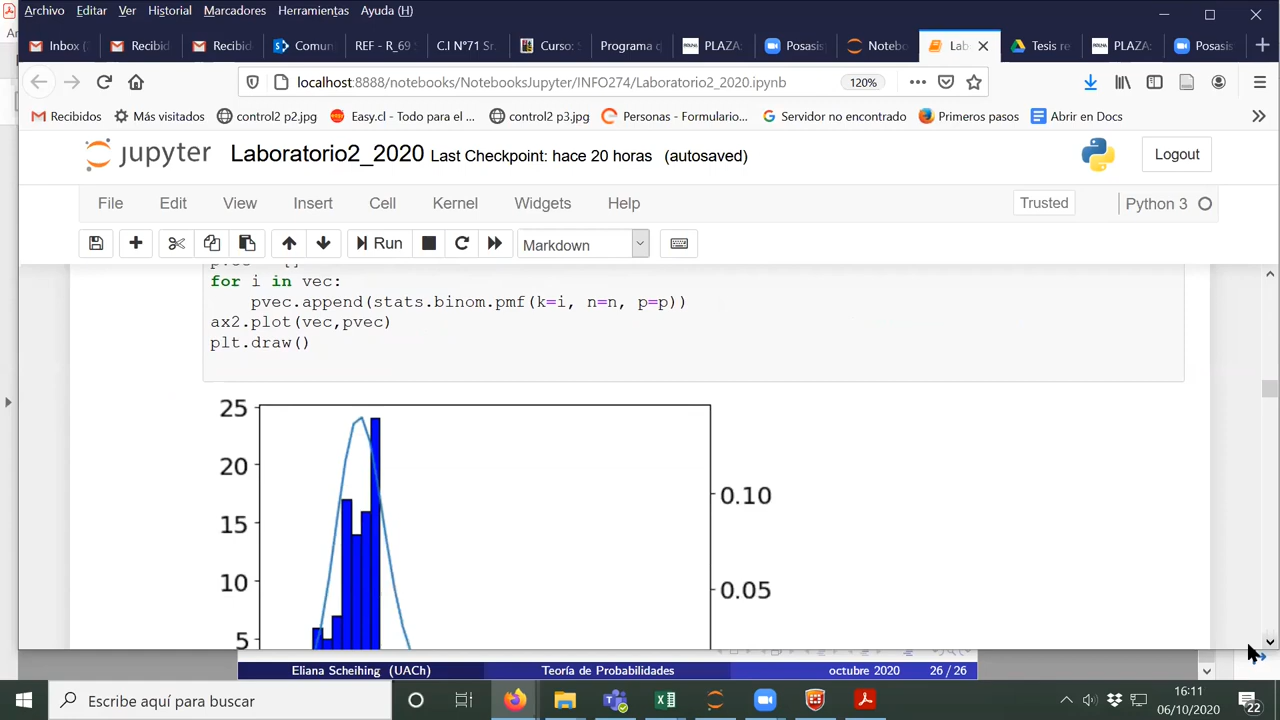 Archivo Editar Ver Historial Marcadores Herramientas Ayuda (H)
Inbox ( Recibid Recibid Comun REF - R_69 CJ N°71 Sr. Curso: Programa c PLAZA: Posasis Notebo Lab Tesis re PLAZA: Posasis
localhost:8888/notebooks/NotebooksJupyter/INFO274/Laboratorio2_2020.ipynb 120%
Recibidos Más visitados control2 p2.jpg Easy.cl - Todo para el ... control2 p3.jpg Personas - Formulario... Servidor no encontrado Primeros pasos Abrir en Docs
jupyter Laboratorio2_2020 Last Checkpoint: hace 20 horas (autosaved) Logout
File Edit View Insert Cell Kernel Widgets Help Trusted Python 3
Run Markdown
for i in vec:
pvec.append(stats.binom.pmf(k=i, n=n, p=p))
ax2.plot(vec,pvec)
plt.draw()
25
20
0.10
15
10
0.05
5
Eliana Scheihing (UACh) Teoría de Probabilidades octubre 2020 26 / 26
Escribe aquí para buscar
16:11
06/10/2020
22